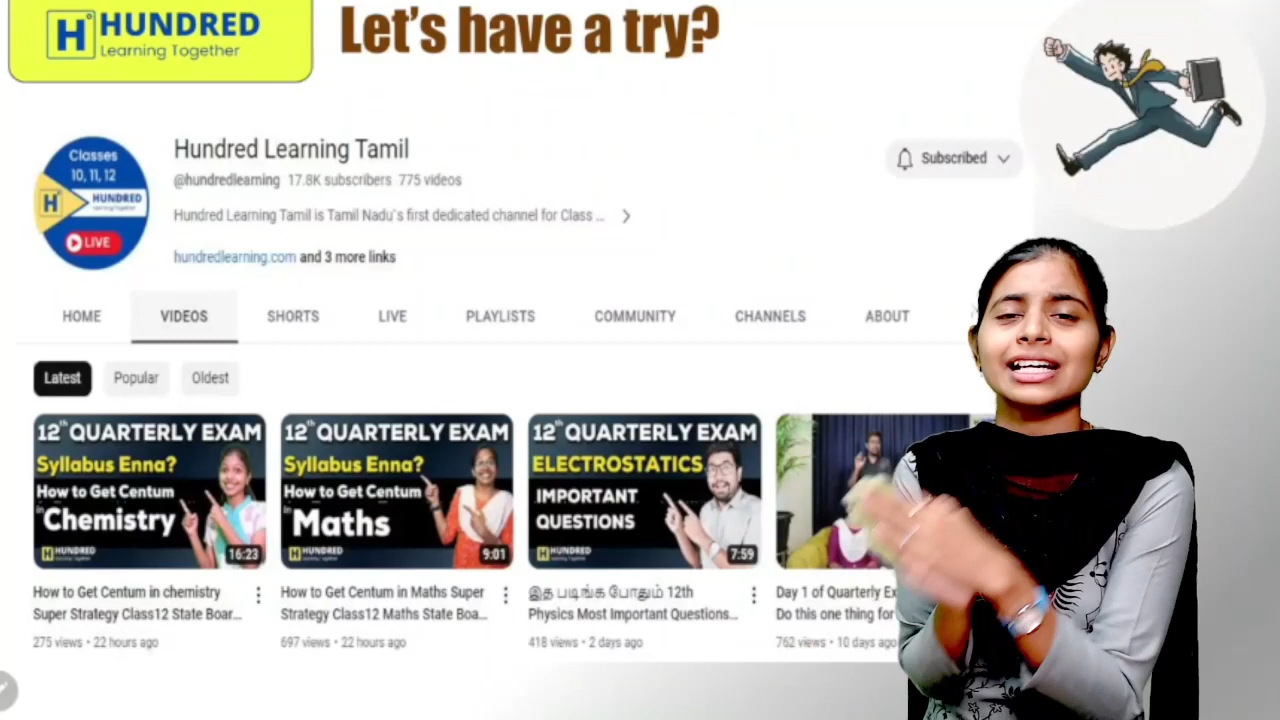 H HUNDRED
Learning Together
Let's have a try?
Classes
10, 11, 12
H HUNDRED
Learning Together
LIVE
Hundred Learning Tamil
@hundredlearning 17.8K subscribers 775 videos
Hundred Learning Tamil is Tamil Nadu's first dedicated channel for Class ...
hundredlearning.com and 3 more links
Subscribed
HOME VIDEOS SHORTS LIVE PLAYLISTS COMMUNITY CHANNELS ABOUT
Latest Popular Oldest
12th QUARTERLY EXAM
Syllabus Enna?
How to Get Centum
in Chemistry
H HUNDRED
16:23
12th QUARTERLY EXAM
Syllabus Enna?
How to Get Centum
in Maths
H HUNDRED
9:01
12th QUARTERLY EXAM
ELECTROSTATICS
IMPORTANT
QUESTIONS
H HUNDRED
7:59
How to Get Centum in chemistry
Super Strategy Class12 State Boar...
275 views • 22 hours ago
How to Get Centum in Maths Super
Strategy Class12 Maths State Boa...
697 views • 22 hours ago
இத படிங்க போதும் 12th
Physics Most Important Questions...
418 views • 2 days ago
Day 1 of Quarterly Ex
Do this one thing for
762 views • 10 days ago